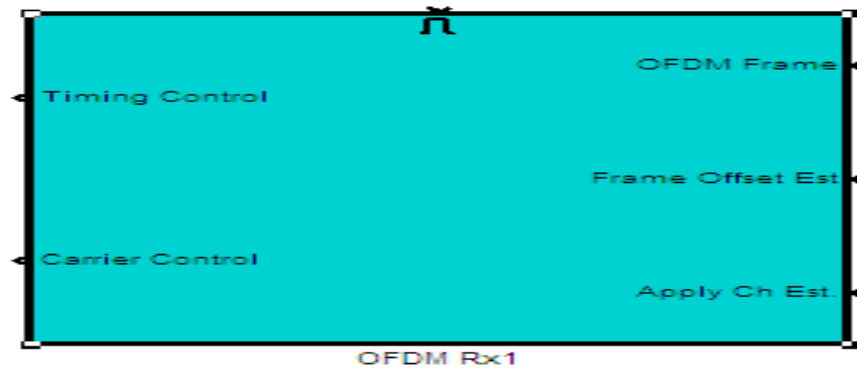 OFDM Frame
Timing Control
Frame Offset Est
Carrier Control
Apply Ch Est.
OFDM Rx1